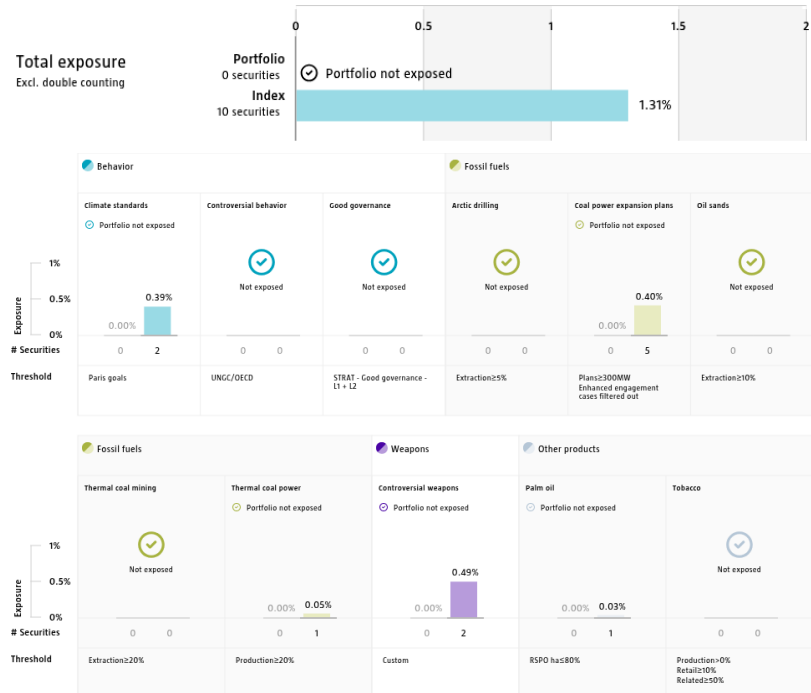 0 0.5 1 1.5 2
Total exposure
Excl. double counting
Portfolio
0 securities
Portfolio not exposed
Index
10 securities
1.31%
Behavior
Fossil fuels
Climate standards
Controversial behavior
Good governance
Arctic drilling
Coal power expansion plans
Oil sands
Portfolio not exposed
Portfolio not exposed
Not exposed
Not exposed
Not exposed
Not exposed
Exposure
1%
0.5%
0%
0.00% 0.39%
0.00% 0.40%
# Securities
0 2
0 0
0 0
0 0
0 5
0 0
Threshold
Paris goals
UNGC/OECD
STRAT - Good governance -
L1 + L2
Extraction≥5%
Plans≥300MW
Enhanced engagement
cases filtered out
Extraction≥10%
Fossil fuels
Weapons
Other products
Thermal coal mining
Thermal coal power
Controversial weapons
Palm oil
Tobacco
Portfolio not exposed
Portfolio not exposed
Portfolio not exposed
Not exposed
Not exposed
Exposure
1%
0.5%
0%
0.00% 0.05%
0.00% 0.49%
0.00% 0.03%
# Securities
0 0
0 1
0 2
0 1
0 0
Threshold
Extraction≥20%
Production≥20%
Custom
RSPO ha≤80%
Production>0%
Retail≥10%
Related≥50%